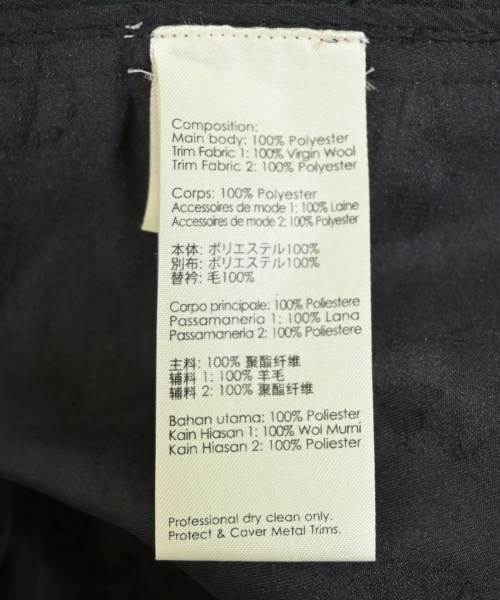 Composition:
Main body: 100% Polyester
Trim Fabric 1: 100% Virgin Wool
Trim Fabric 2: 100% Polyester
Corps: 100% Polyester
Accessoires de mode 1: 100% Laine
Accessoires de mode 2: 100% Polyester
本体: ポリエステル100%
別布: ポリエステル100%
替衿: 毛100%
Corpo principale: 100% Poliestere
Passamaneria 1: 100% Lana
Passamaneria 2: 100% Poliestere
主料: 100% 聚酯纤维
辅料 1: 100% 羊毛
辅料 2: 100% 聚酯纤维
Bahan utama: 100% Poliester
Kain Hiasan 1: 100% Wol Murni
Kain Hiasan 2: 100% Poliester
Professional dry clean only.
Protect & Caver Metal Trims.